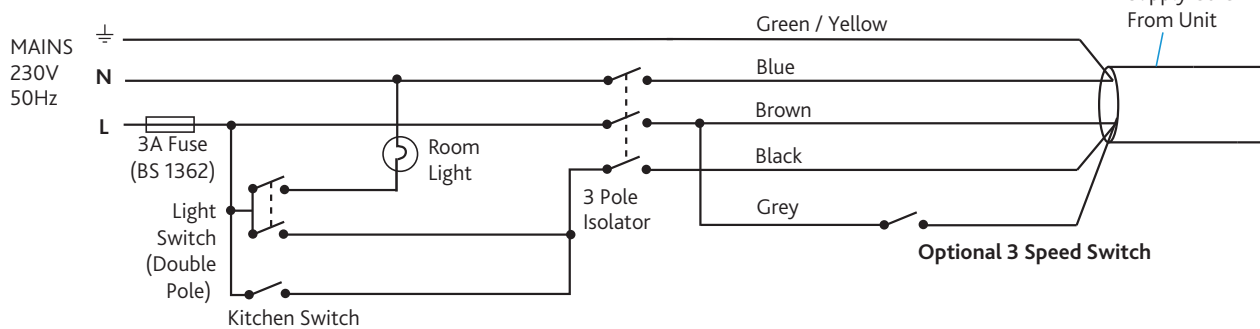 From Unit
Green / Yellow
MAINS
230V
50Hz
N
Blue
L
Brown
3A Fuse
(BS 1362)
Room
Light
Black
3 Pole
Isolator
Light
Switch
(Double
Pole)
Grey
Optional 3 Speed Switch
Kitchen Switch